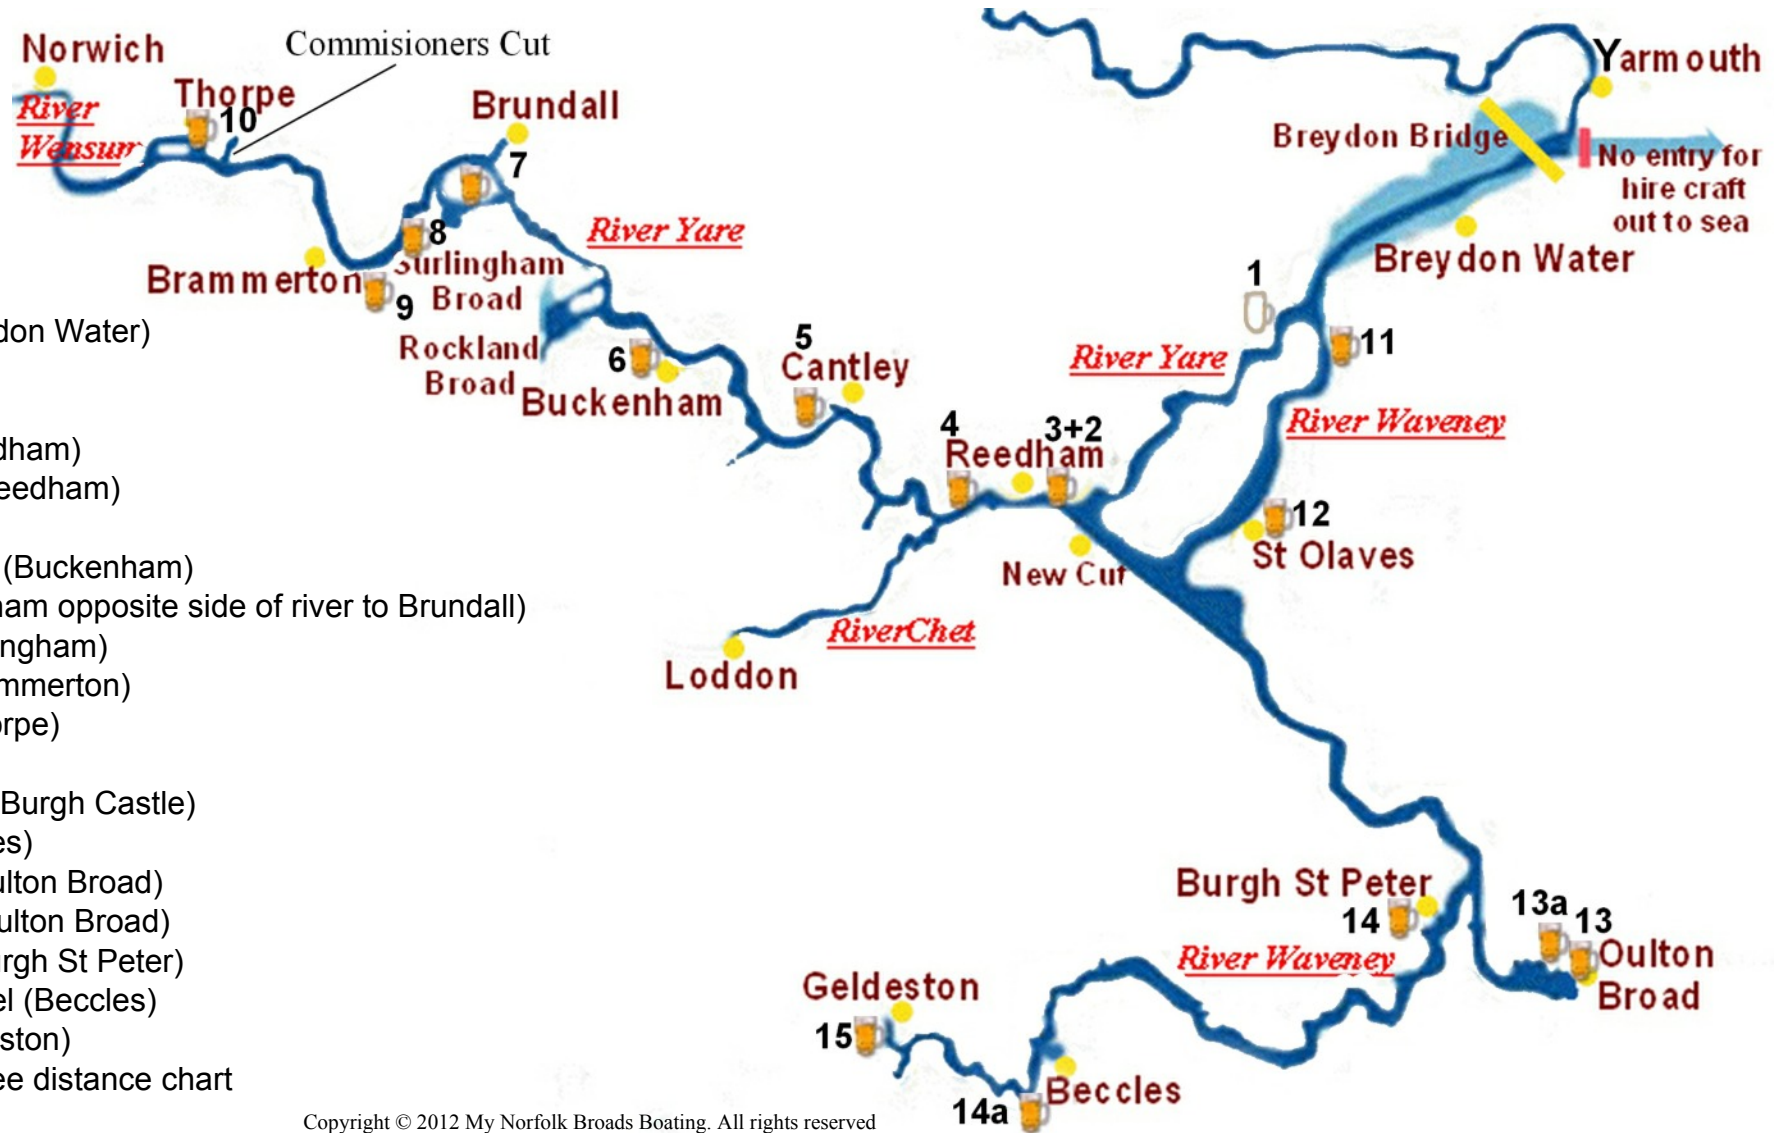 Norwich
Commisioners Cut
Thorpe
10
River
Wensum
Brundall
7
Yarmouth
Breydon Bridge
No entry for
hire craft
out to sea
River Yare
8
Surlingham
Broad
Brammerton
9
Breydon Water
1
don Water)
Rockland
Broad
6
Buckenham
5
Cantley
River Yare
11
River Waveney
4
3+2
Reedham
dham)
eedham)
12
St Olaves
New Cut
(Buckenham)
am opposite side of river to Brundall)
River Chet
ngham)
Loddon
mmerton)
orpe)
Burgh Castle)
es)
ulton Broad)
Burgh St Peter
14
13a
13
oulton Broad)
Oulton
Broad
River Waveney
urgh St Peter)
Geldeston
15
el (Beccles)
ston)
ee distance chart
Beccles
14a
Copyright © 2012 My Norfolk Broads Boating. All rights reserved